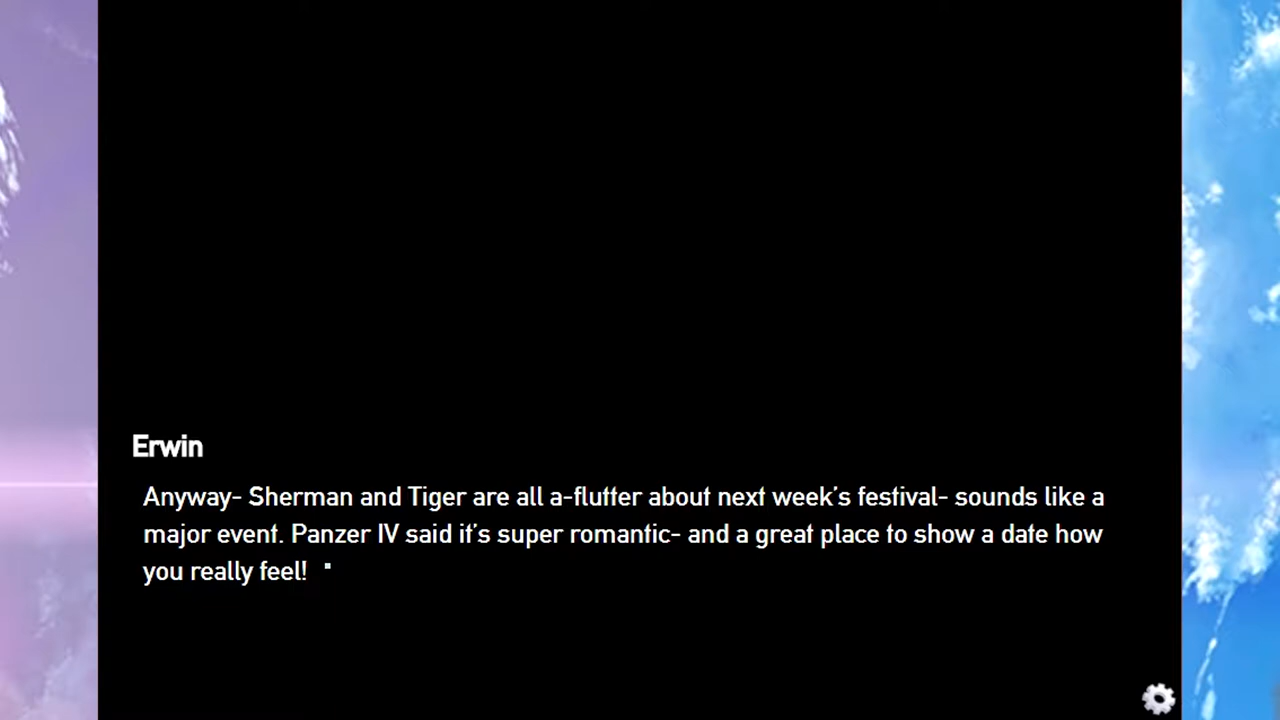 Erwin
Anyway- Sherman and Tiger are all a-flutter about next week's festival- sounds like a
major event. Panzer IV said it's super romantic- and a great place to show a date how
you really feel!